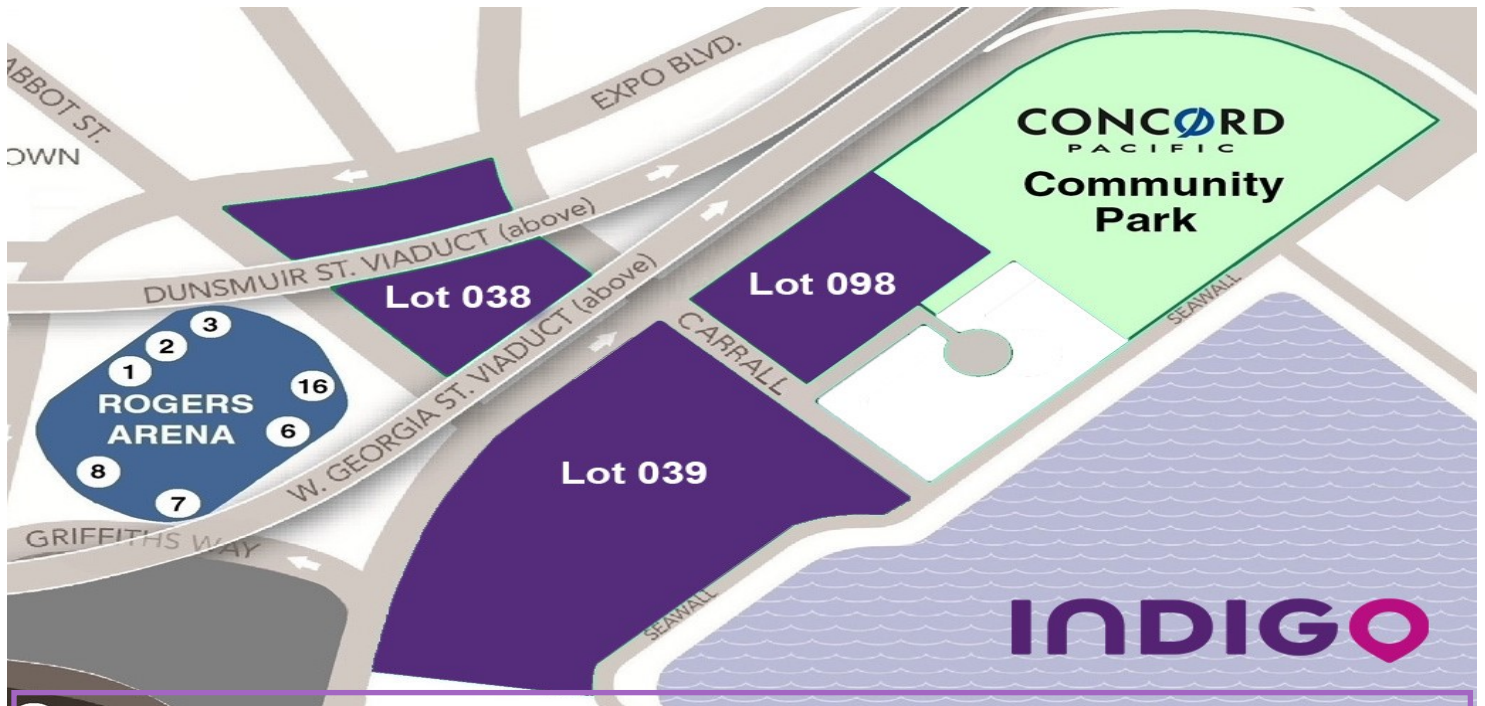 ABBOT ST.
OWN
EXPO BLVD.
CONCORD
PACIFIC
Community
Park
DUNSMUIR ST. VIADUCT (above)
Lot 038
Lot 098
SEAWALL
W. GEORGIA ST. VIADUCT (above)
CARRALL
3
2
1
16
ROGERS
ARENA
6
8
7
Lot 039
GRIFFITHS WAY
SEAWALL
INDIGO